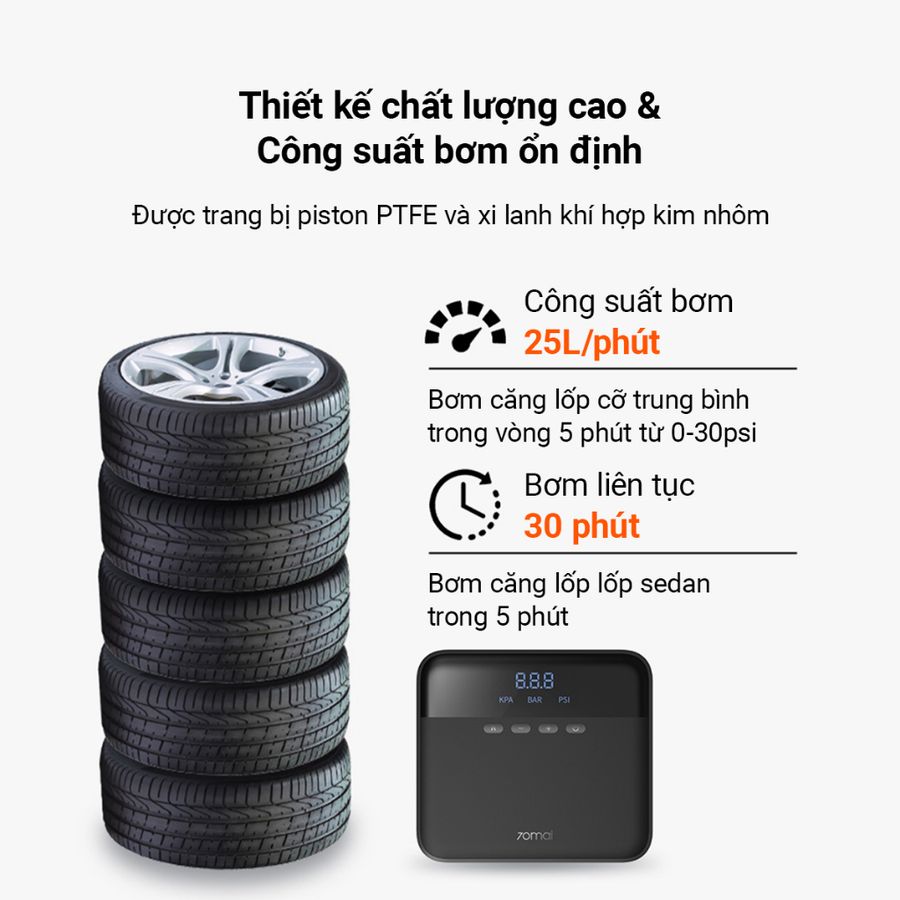 Thiết kế chất lượng cao &
Công suất bơm ổn định
Được trang bị piston PTFE và xi lanh khí hợp kim nhôm
Công suất bơm
25L/phút
Bơm căng lốp cỡ trung bình
trong vòng 5 phút từ 0-30psi
Bơm liên tục
30 phút
Bơm căng lốp lốp sedan
trong 5 phút
8.8.8
KPA BAR PSI
70mai